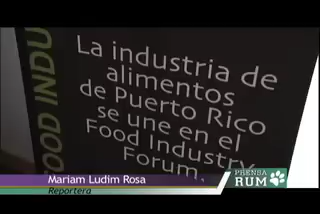 FOOD INDU
La industria de
alimentos
de Puerto Rico
se une en el
Food Industry
Forum.
Mariam Ludim Rosa
Reportera
PRENSA
RUM